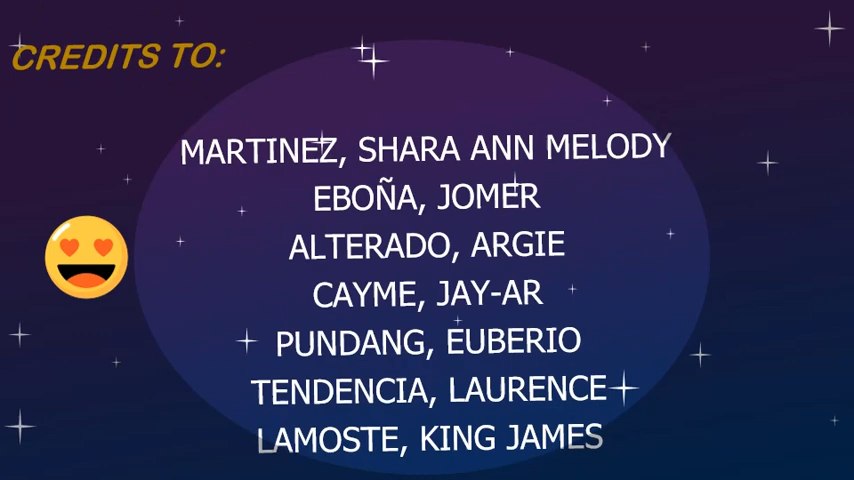 CREDITS TO:
MARTINEZ, SHARA ANN MELODY
EBOÑA, JOMER
ALTERADO, ARGIE
CAYME, JAY-AR
PUNDANG, EUBERIO
TENDENCIA, LAURENCE
LAMOSTE, KING JAMES